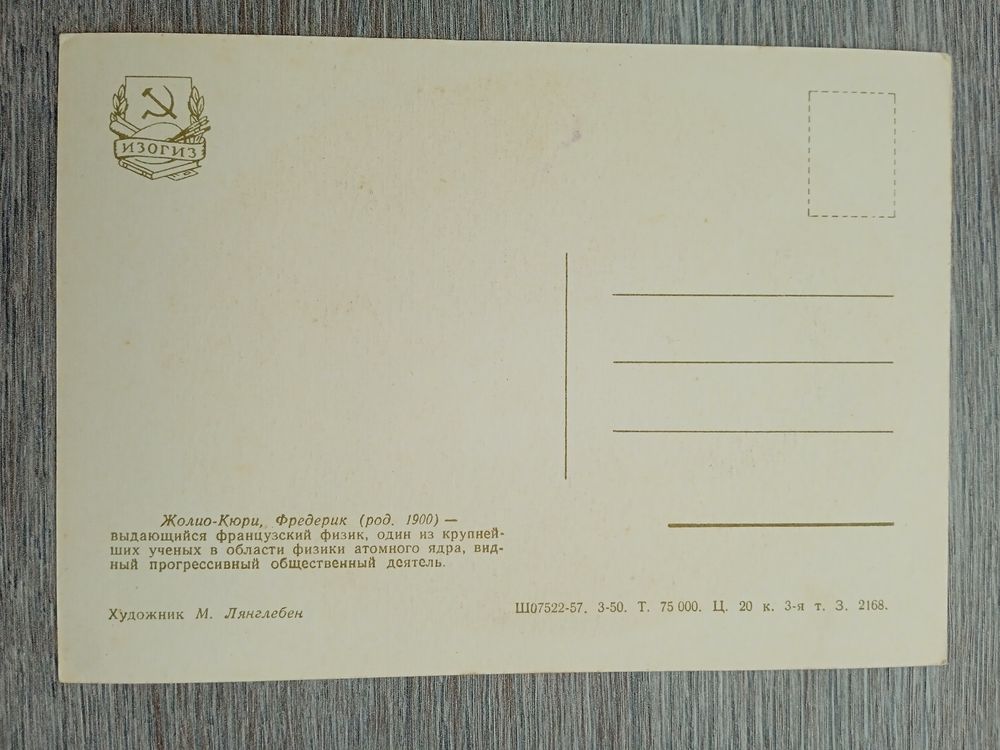 ИЗОГИЗ
Жолио-Кюри, Фредерик (род. 1900) —
выдающийся французский физик, один из крупней-
ших ученых в области физики атомного ядра, вид-
ный прогрессивный общественный деятель.
Художник М. Лянглебен
Ш07522-57. 3-50. Т. 75 000. Ц. 20 к. 3-я т. З. 2168.